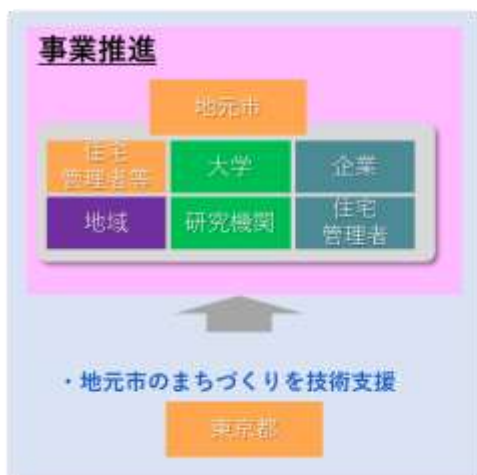 事業推進
地元市
住宅
管理者等
大学
企業
地域
研究機関
住宅
管理者
・地元市のまちづくりを技術支援
東京都